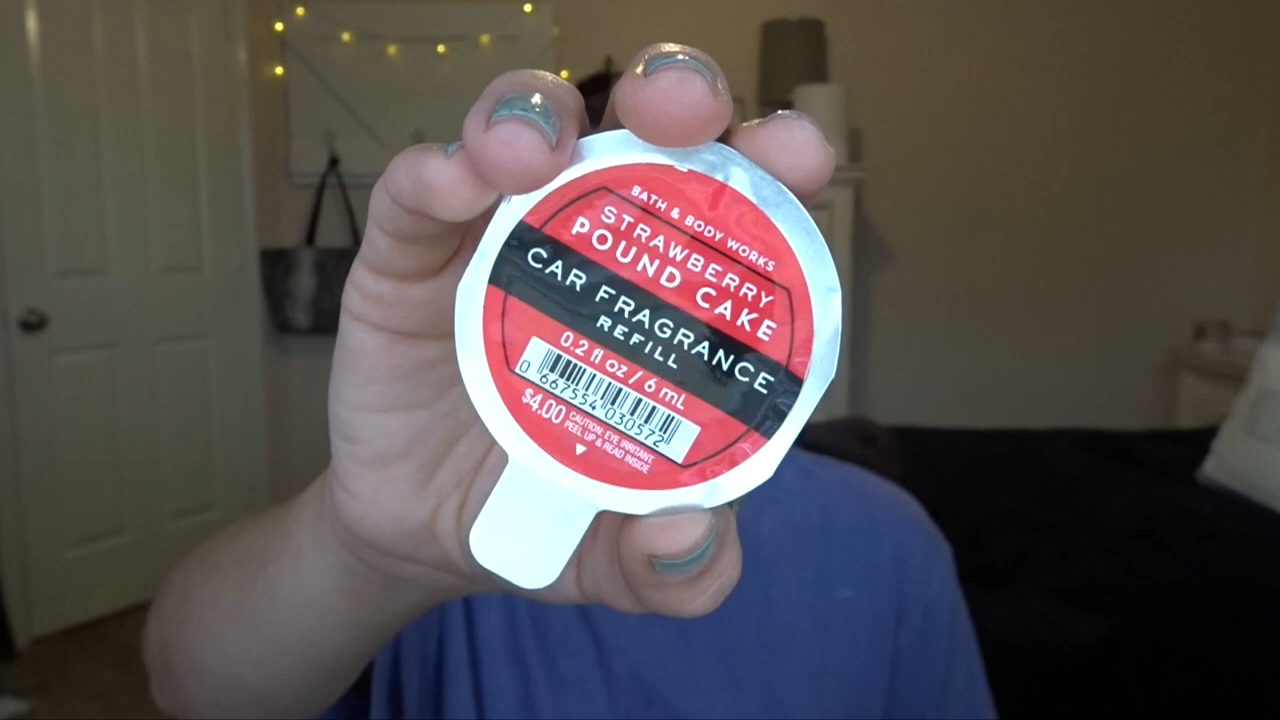 BATH & BODY WORKS
STRAWBERRY
POUND CAKE
CAR FRAGRANCE
REFILL
0.2 fl oz / 6 mL
0 667554 030572
$4.00
CAUTION: EYE IRRITANT.
PEEL UP & READ INSIDE